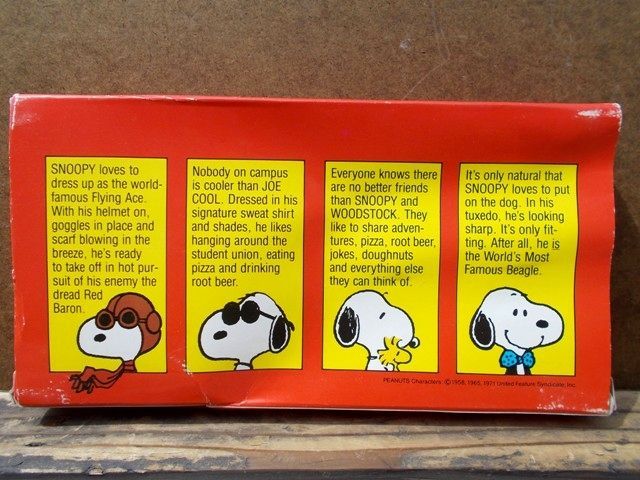 SNOOPY loves to
dress up as the world-
famous Flying Ace.
With his helmet on,
goggles in place and
scarf blowing in the
breeze, he's ready
to take off in hot pur-
suit of his enemy the
dread Red
Baron.
Nobody on campus
is cooler than JOE
COOL. Dressed in his
signature sweat shirt
and shades, he likes
hanging around the
student union, eating
pizza and drinking
root beer.
Everyone knows there
are no better friends
than SNOOPY and
WOODSTOCK. They
like to share adven-
tures, pizza, root beer,
jokes, doughnuts
and everything else
they can think of.
It's only natural that
SNOOPY loves to put
on the dog. In his
tuxedo, he's looking
sharp. It's only fit-
ting. After all, he is
the World's Most
Famous Beagle.
PEANUTS Characters: ©1958, 1965, 1971 United Feature Syndicate, Inc.